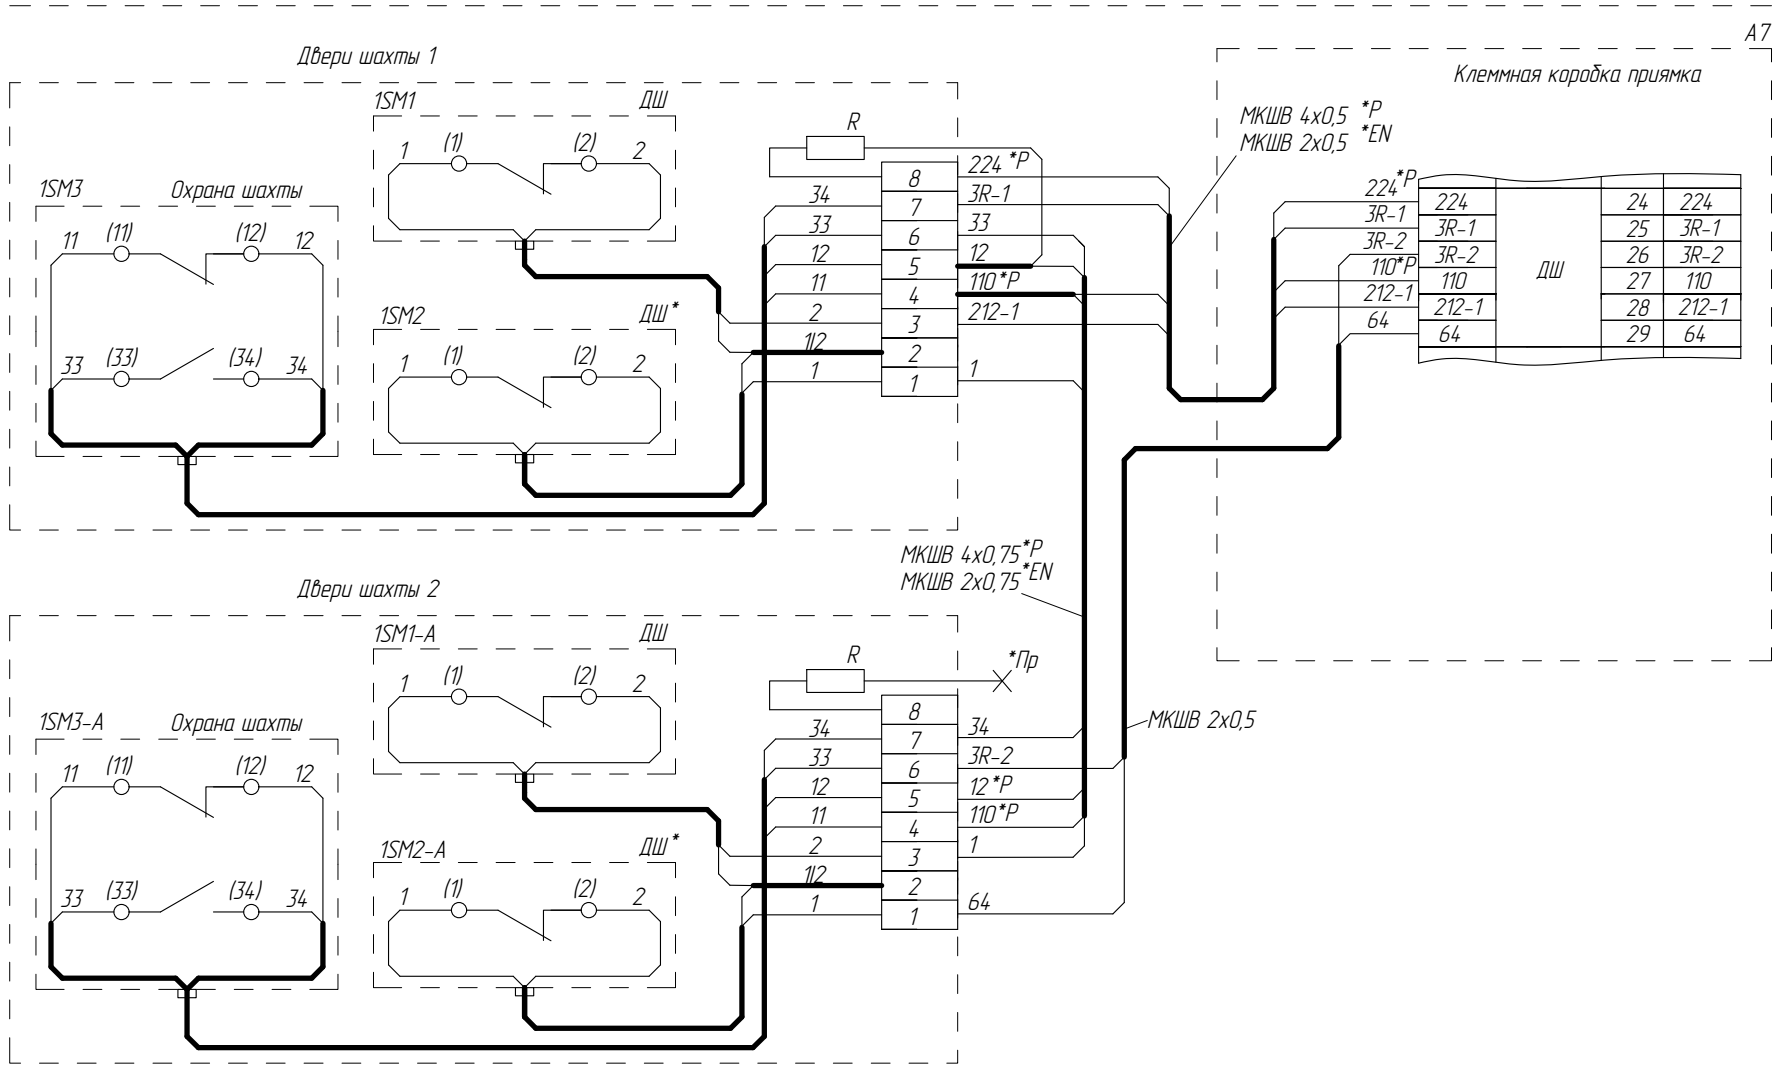 A7
Двери шахты 1
Клеммная коробка приямка
1SM1 ДШ
МКШВ 4х0,5 *Р
МКШВ 2х0,5 *EN
R
1 (1) (2) 2
1SM3 Охрана шахты
11 (11) (12) 12
33 (33) (34) 34
1SM2 ДШ*
1 (1) (2) 2
8 224*Р
34 7 3R-1
33 6 33
12 5 12
11 4 110*Р
2 3 212-1
1/2 2
1 1 1
224*Р 224 24 224
3R-1 3R-1 25 3R-1
3R-2 3R-2 26 3R-2
110*Р 110 ДШ 27 110
212-1 212-1 28 212-1
64 64 29 64
МКШВ 4х0,75*Р
МКШВ 2х0,75*EN
Двери шахты 2
1SM1-A ДШ
R *Пр
1 (1) (2) 2
1SM3-A Охрана шахты
11 (11) (12) 12
33 (33) (34) 34
1SM2-A ДШ*
1 (1) (2) 2
8
34 7 34
33 6 3R-2
12 5 12*Р
11 4 110*Р
2 3 1
1/2 2
1 1 64
МКШВ 2х0,5